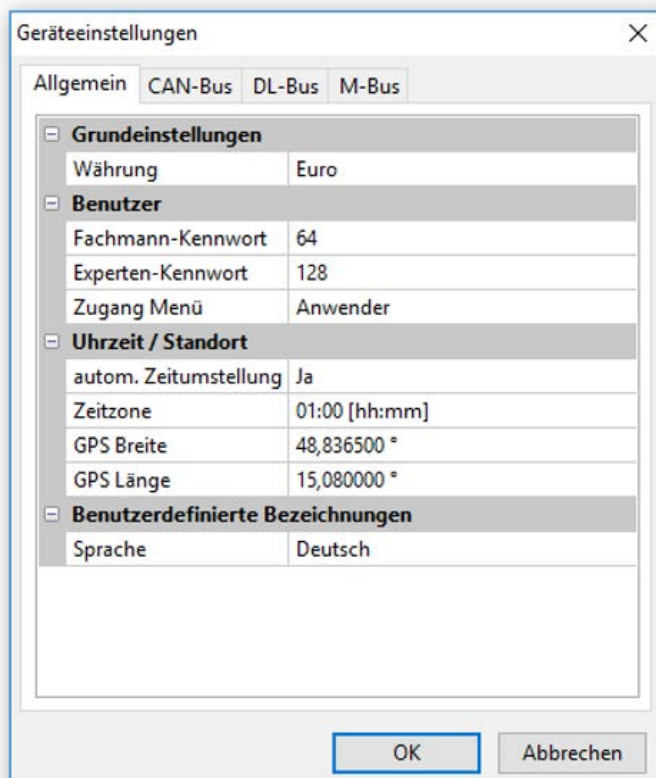 Geräteeinstellungen
Allgemein CAN-Bus DL-Bus M-Bus
Grundeinstellungen
Währung Euro
Benutzer
Fachmann-Kennwort 64
Experten-Kennwort 128
Zugang Menü Anwender
Uhrzeit / Standort
autom. Zeitumstellung Ja
Zeitzone 01:00 [hh:mm]
GPS Breite 48,836500 °
GPS Länge 15,080000 °
Benutzerdefinierte Bezeichnungen
Sprache Deutsch
OK Abbrechen